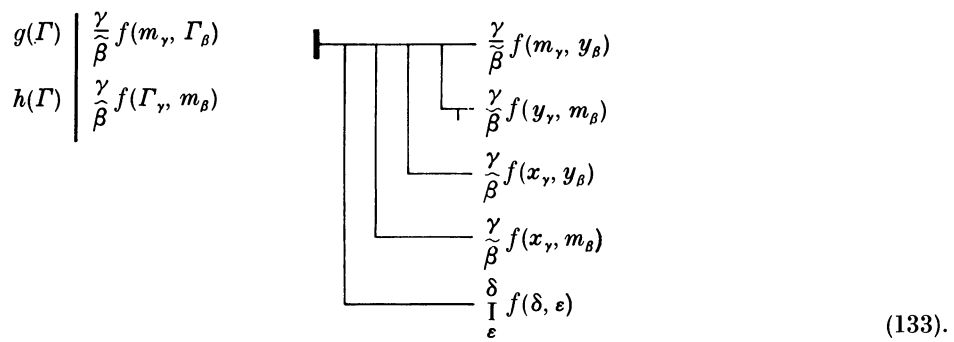 g(Γ) | γ/β̃ f(m_γ, Γ_β)
h(Γ) | γ/β̃ f(Γ_γ, m_β)
γ/β̃ f(m_γ, y_β)
γ/β̃ f(y_γ, m_β)
γ/β̃ f(x_γ, y_β)
γ/β̃ f(x_γ, m_β)
δ I ε f(δ, ε)
(133).